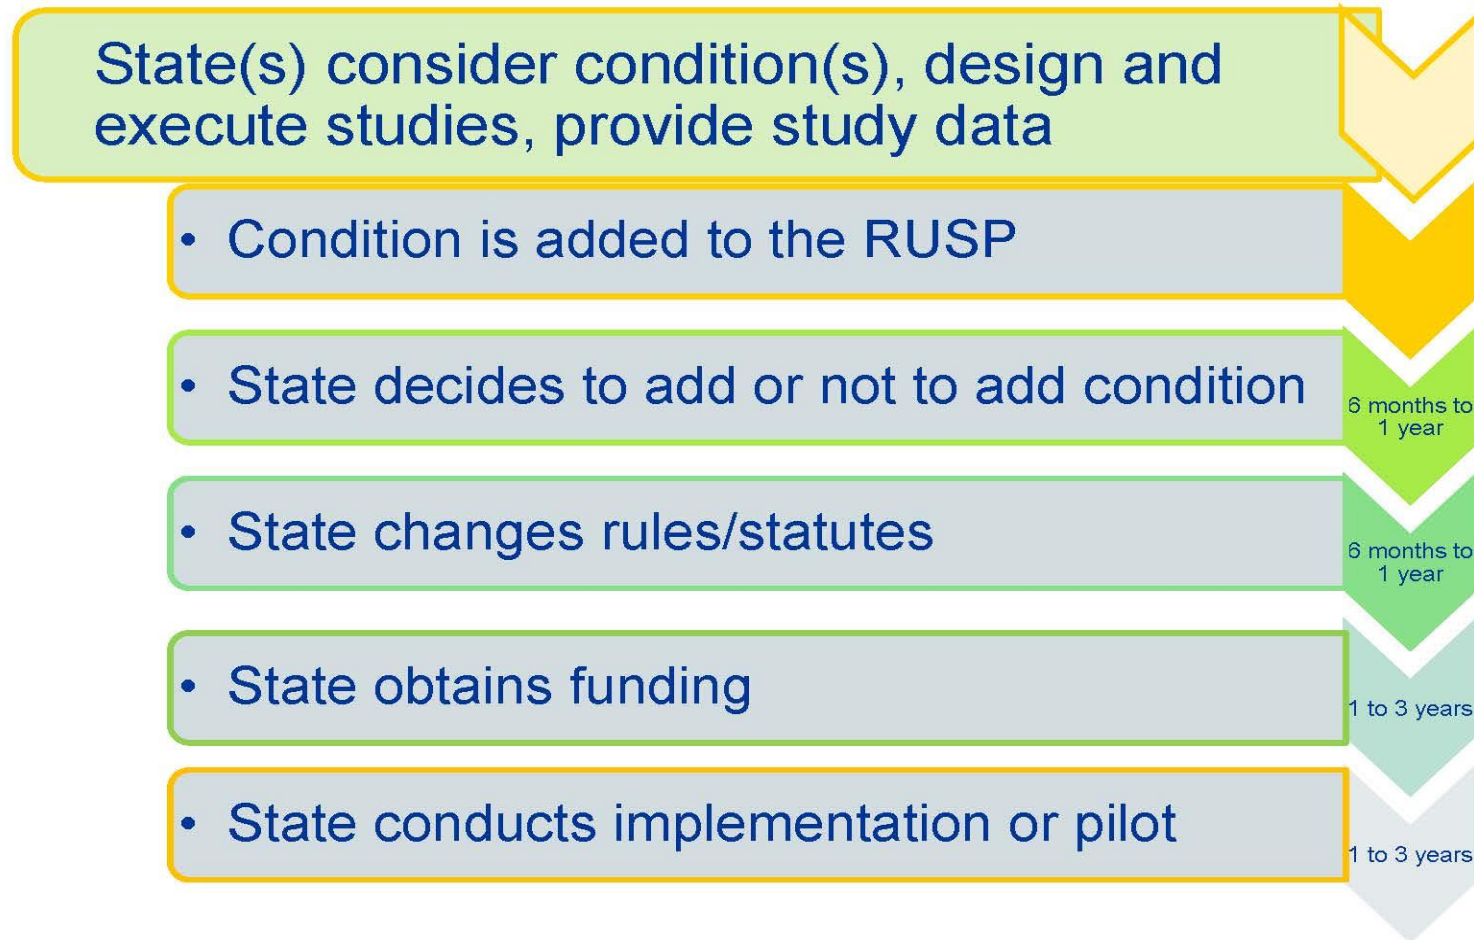 State(s) consider condition(s), design and
execute studies, provide study data
• Condition is added to the RUSP
• State decides to add or not to add condition
6 months to
1 year
• State changes rules/statutes
6 months to
1 year
• State obtains funding
1 to 3 years
• State conducts implementation or pilot
1 to 3 years